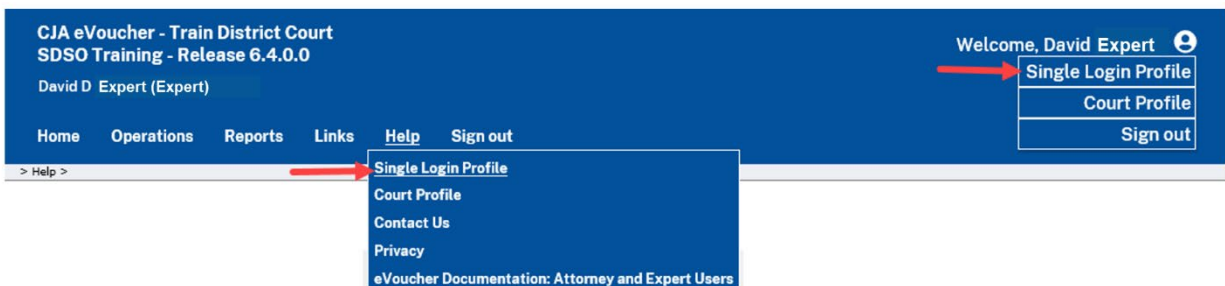 CJA eVoucher - Train District Court
SDSO Training - Release 6.4.0.0
David D Expert (Expert)
Welcome, David Expert
Single Login Profile
Court Profile
Sign out
Home Operations Reports Links Help Sign out
> Help >
Single Login Profile
Court Profile
Contact Us
Privacy
eVoucher Documentation: Attorney and Expert Users